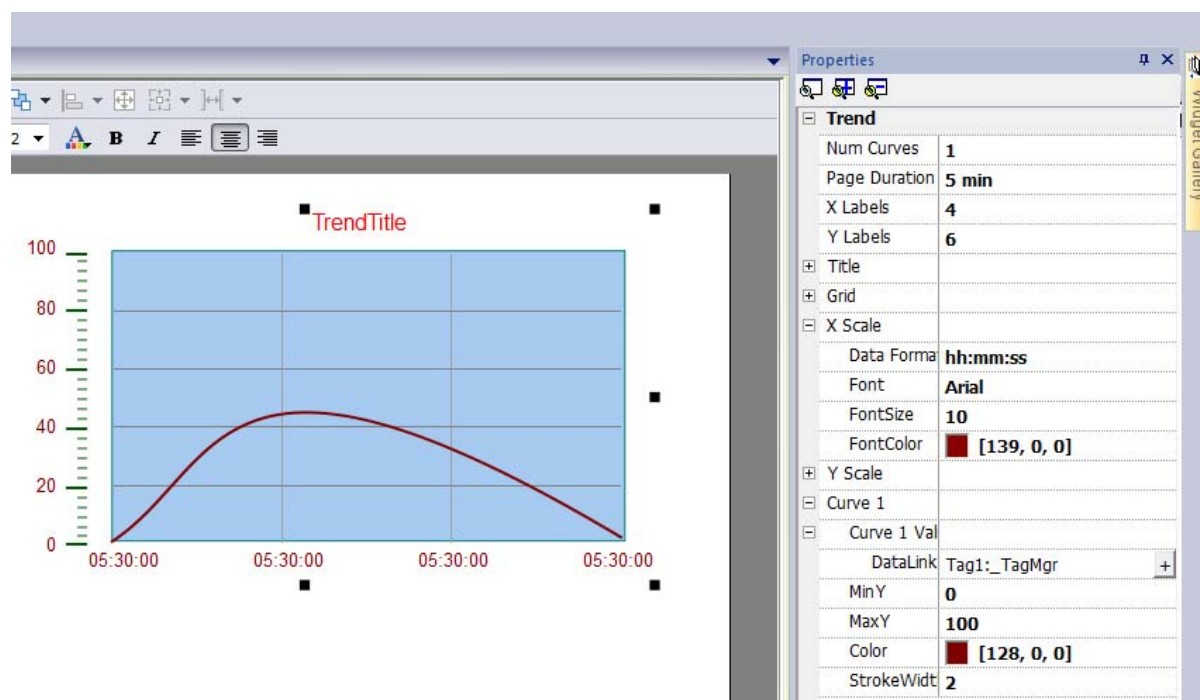 Properties
Widget Gallery
2
B I
Trend
Num Curves 1
Page Duration 5 min
X Labels 4
Y Labels 6
Title
Grid
X Scale
Data Forma hh:mm:ss
Font Arial
FontSize 10
FontColor [139, 0, 0]
Y Scale
Curve 1
Curve 1 Val
DataLink Tag1:_TagMgr +
MinY 0
MaxY 100
Color [128, 0, 0]
StrokeWidt 2
TrendTitle
100
80
60
40
20
0
05:30:00 05:30:00 05:30:00 05:30:00